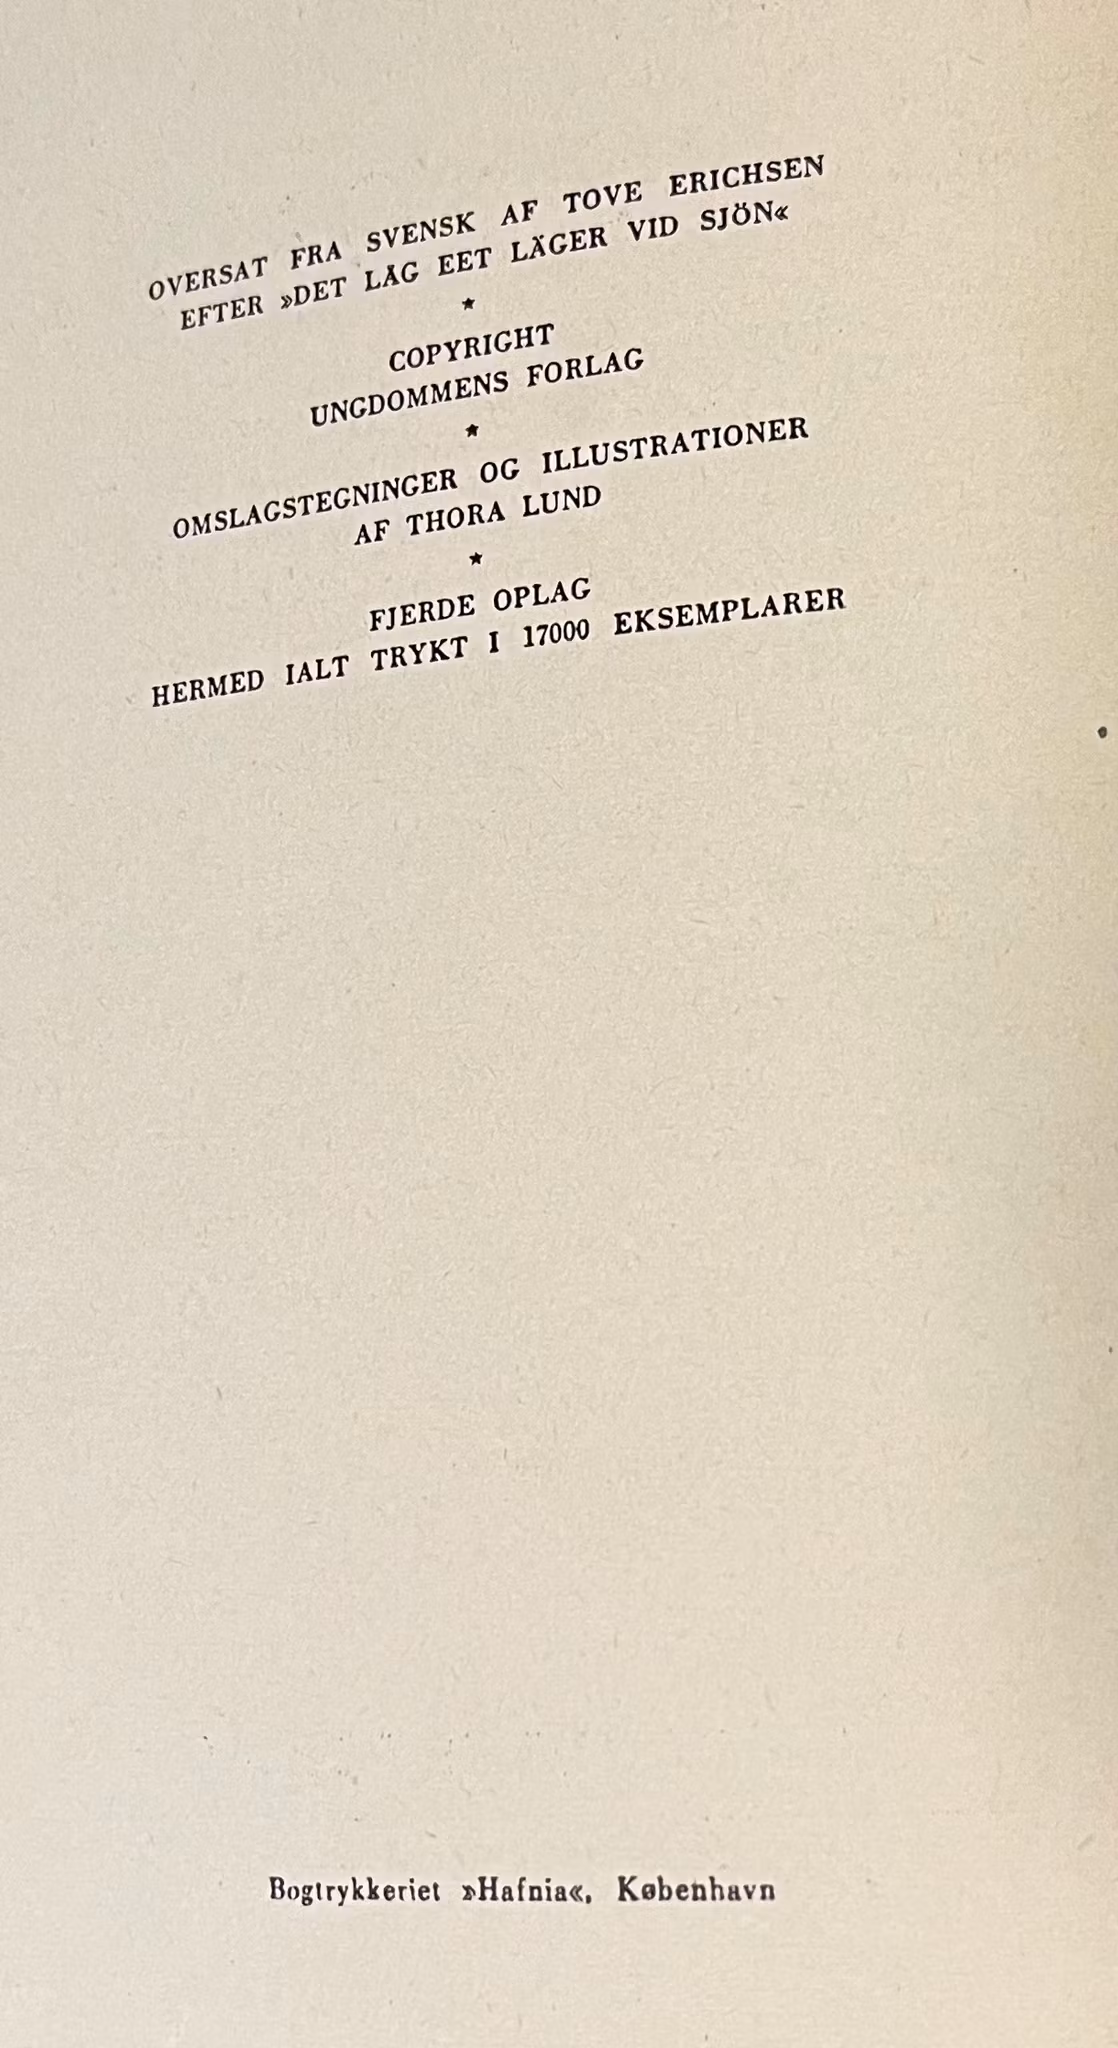 OVERSAT FRA SVENSK AF TOVE ERICHSEN
EFTER »DET LÅG EET LÄGER VID SJÖN«
★
COPYRIGHT
UNGDOMMENS FORLAG
★
OMSLAGSTEGNINGER OG ILLUSTRATIONER
AF THORA LUND
★
FJERDE OPLAG
HERMED IALT TRYKT I 17000 EKSEMPLARER
Bogtrykkeriet »Hafnia«, København